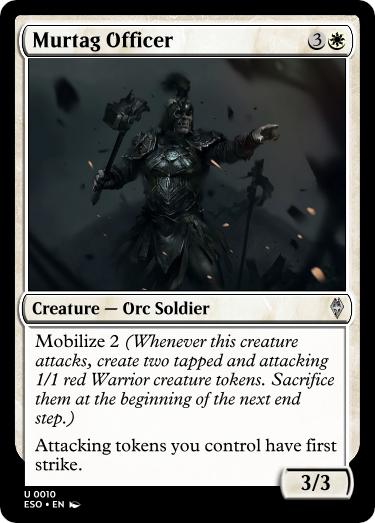 Murtag Officer 3
Creature — Orc Soldier
Mobilize 2 (Whenever this creature
attacks, create two tapped and attacking
1/1 red Warrior creature tokens. Sacrifice
them at the beginning of the next end
step.)
Attacking tokens you control have first
strike.
3/3
U 0010
ESO • EN